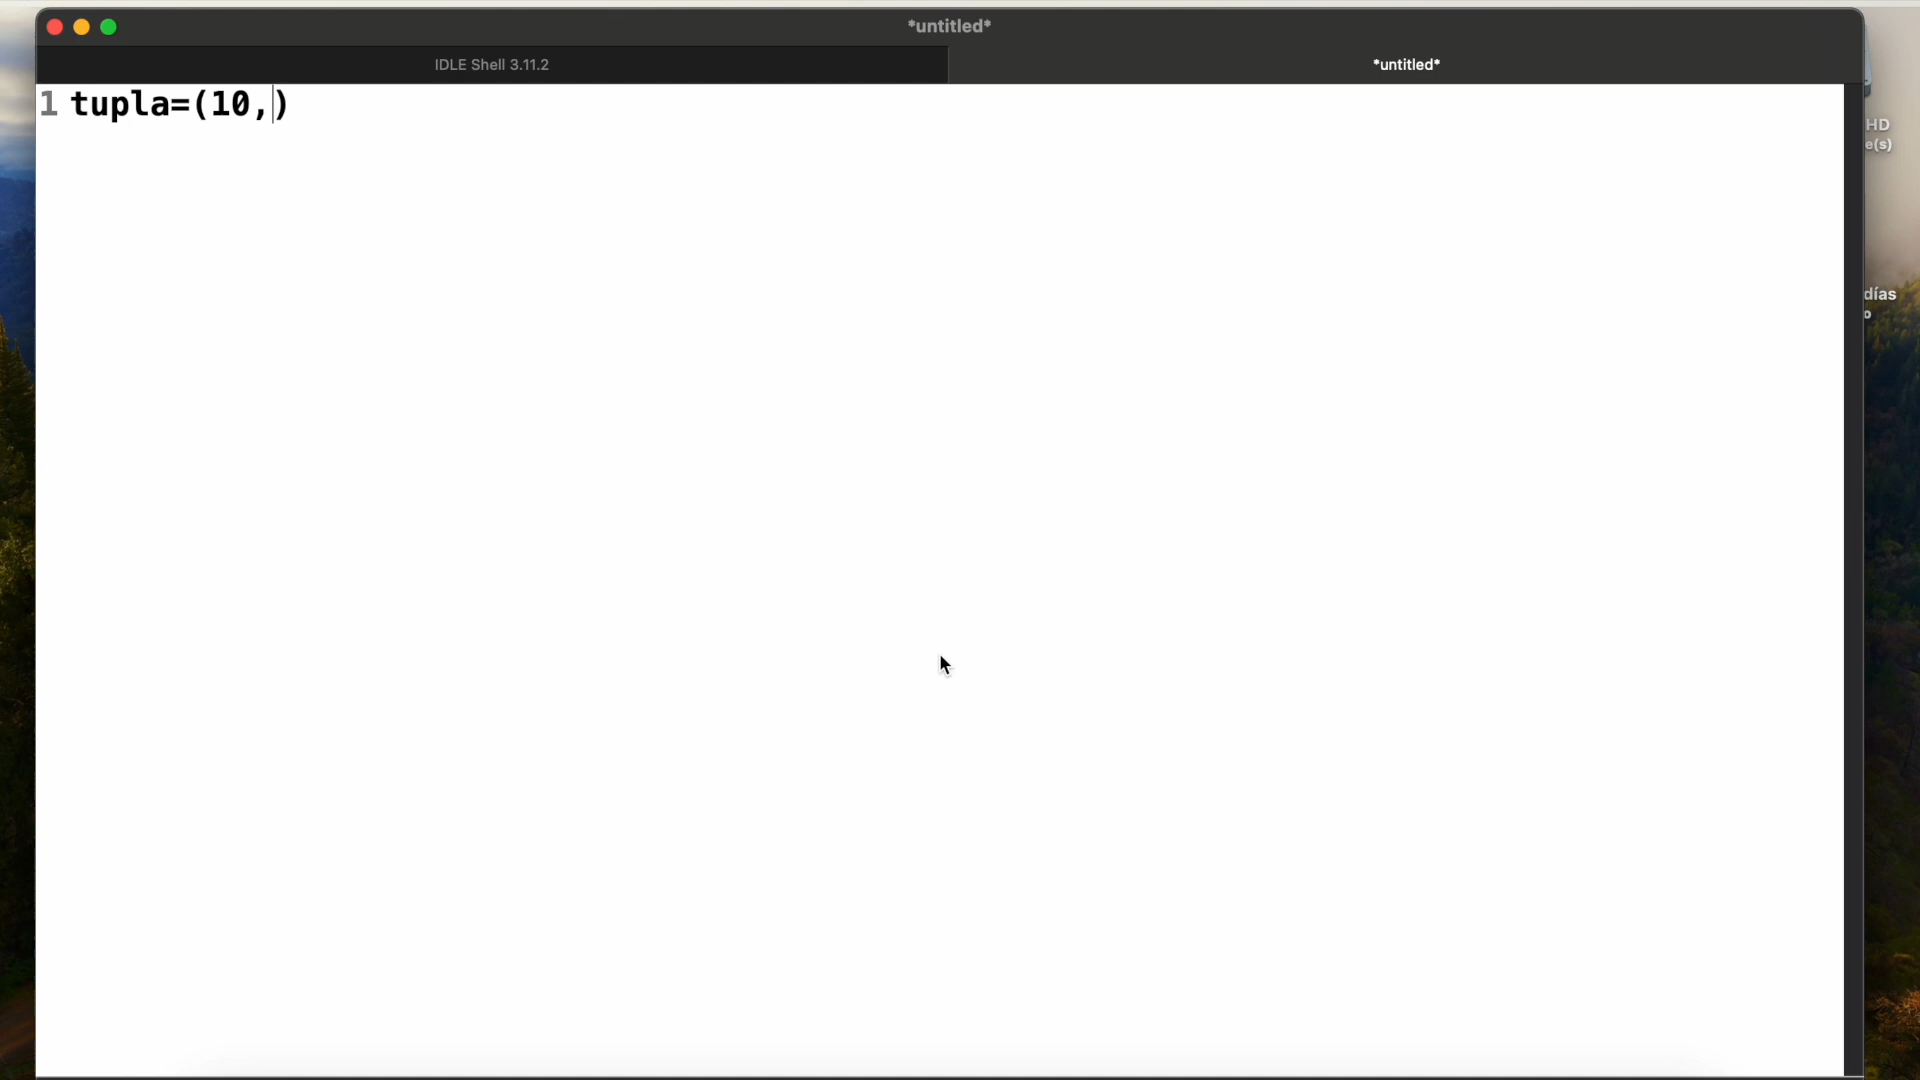 *untitled*
IDLE Shell 3.11.2
*untitled*
1 tupla=(10,)
HD
e(s)
días
o